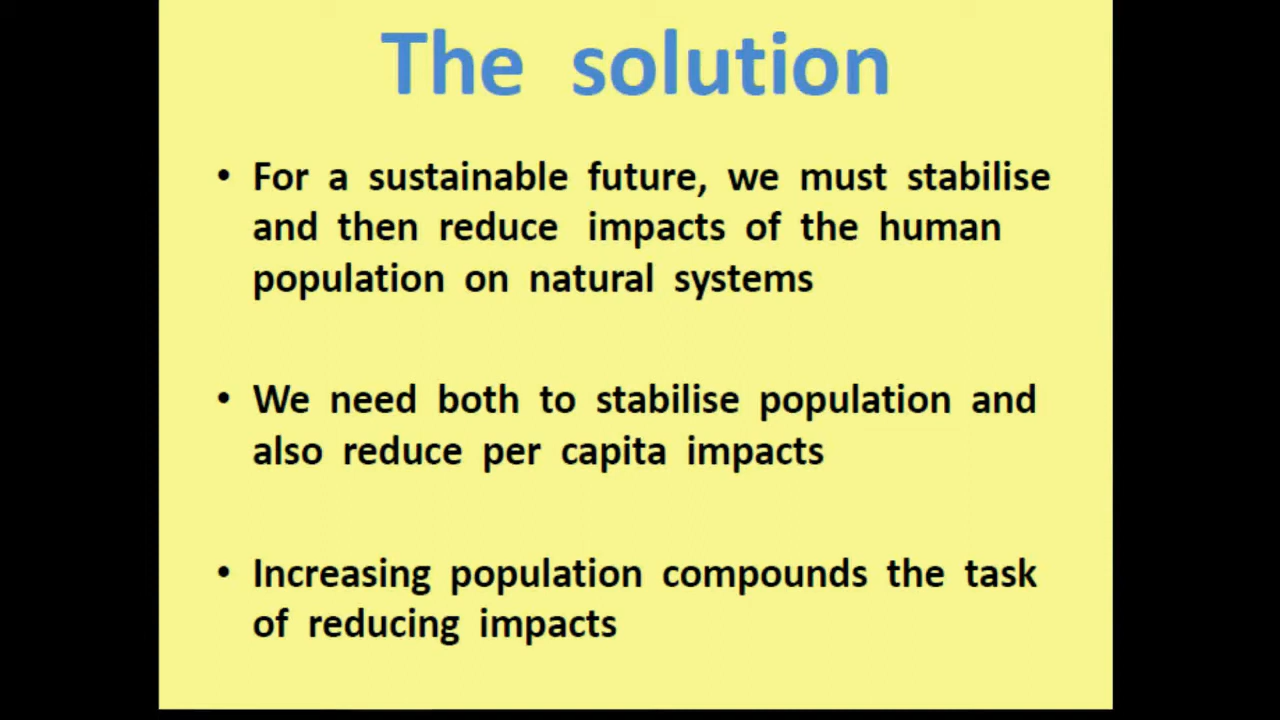 The solution
• For a sustainable future, we must stabilise
and then reduce impacts of the human
population on natural systems
• We need both to stabilise population and
also reduce per capita impacts
• Increasing population compounds the task
of reducing impacts